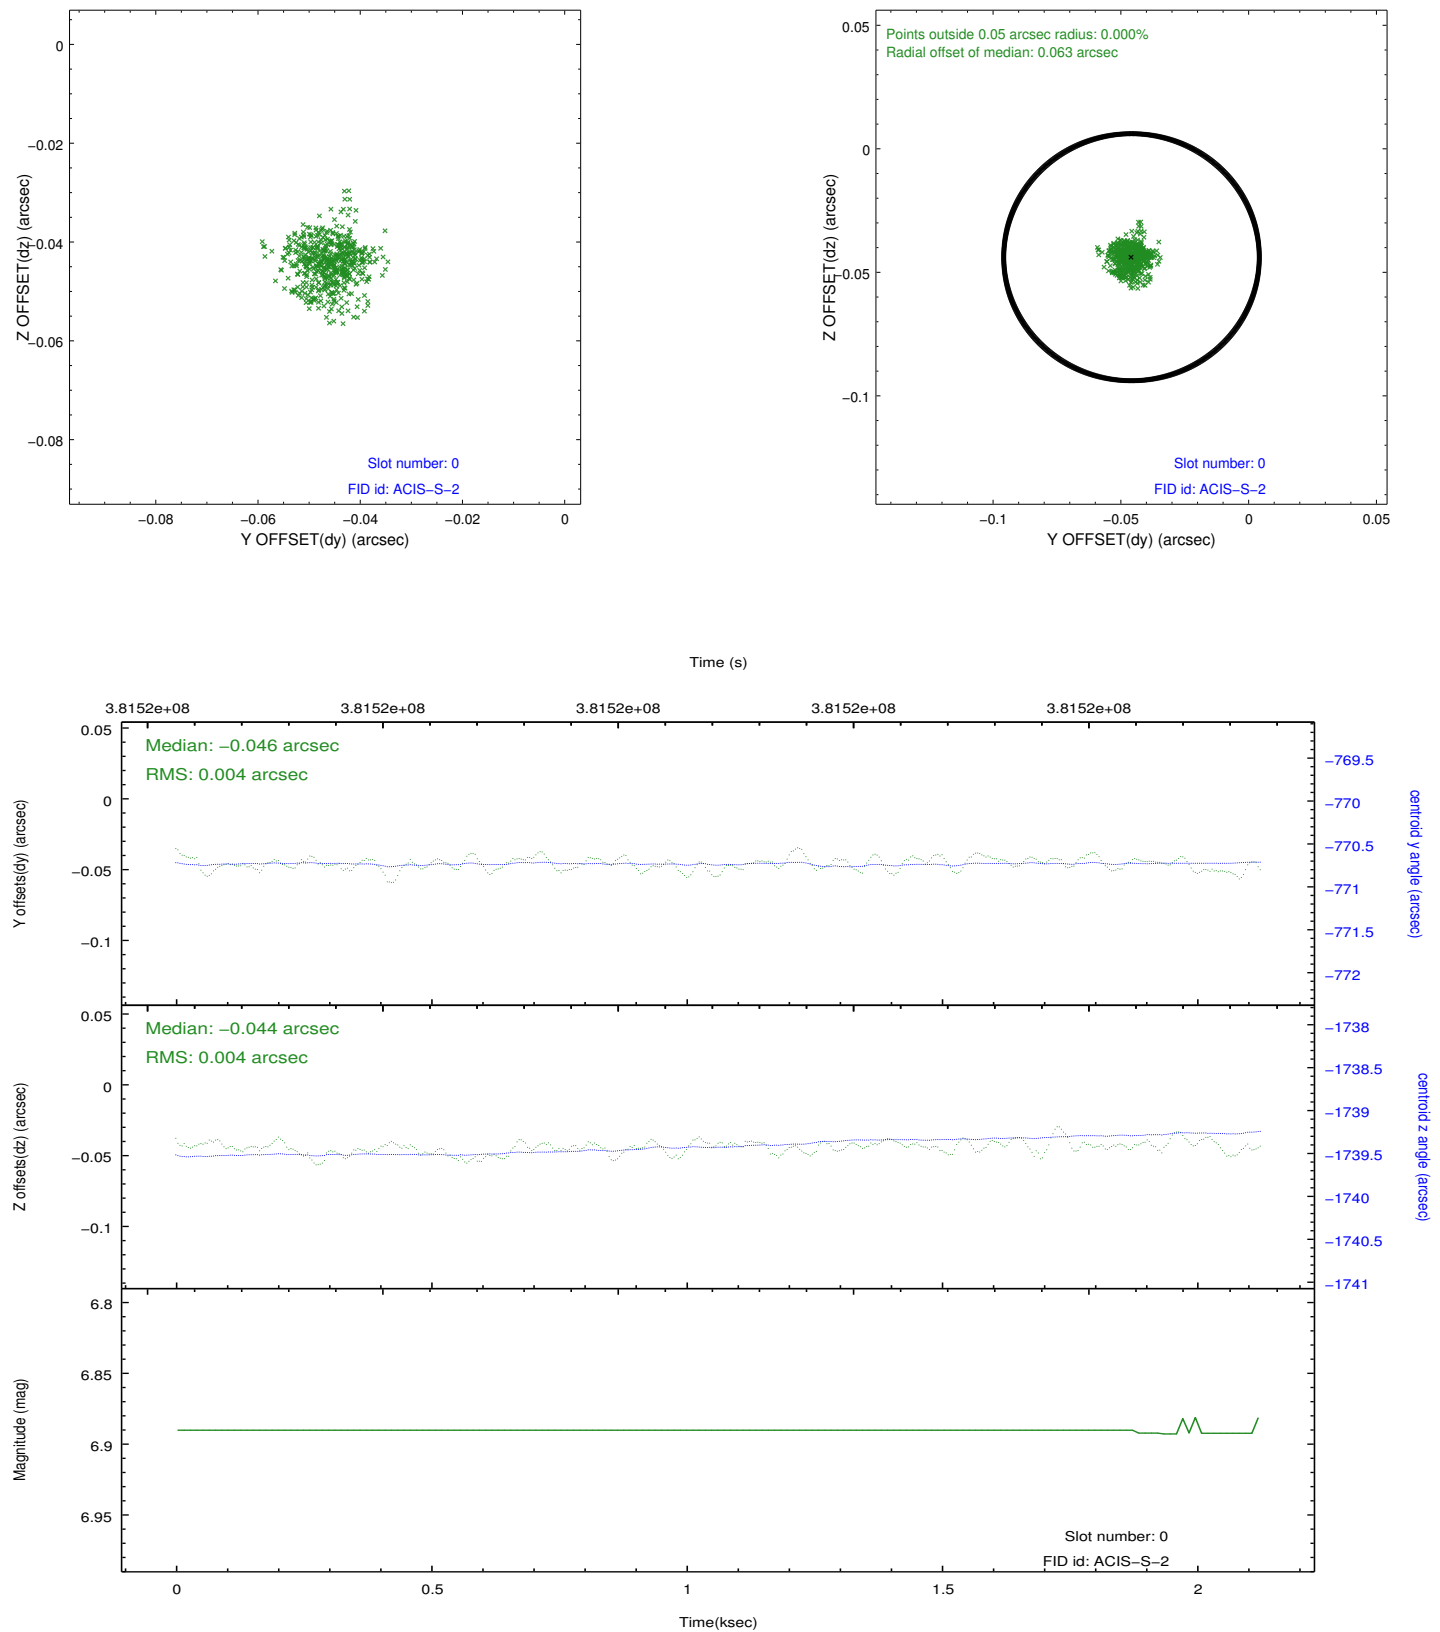 0
−0.02
−0.04
−0.06
−0.08
Z OFFSET(dz) (arcsec)
Slot number: 0
FID id: ACIS−S−2
−0.08
−0.06
−0.04
−0.02
0
Y OFFSET(dy) (arcsec)
Points outside 0.05 arcsec radius: 0.000%
Radial offset of median: 0.063 arcsec
0.05
0
−0.05
−0.1
Z OFFSET(dz) (arcsec)
Slot number: 0
FID id: ACIS−S−2
−0.1
−0.05
0
0.05
Y OFFSET(dy) (arcsec)
Time (s)
3.8152e+08
3.8152e+08
3.8152e+08
3.8152e+08
3.8152e+08
Median: −0.046 arcsec
RMS: 0.004 arcsec
0.05
0
−0.05
−0.1
Y offsets(dy) (arcsec)
−769.5
−770
−770.5
−771
−771.5
−772
centroid y angle (arcsec)
Median: −0.044 arcsec
RMS: 0.004 arcsec
0.05
0
−0.05
−0.1
Z offsets(dz) (arcsec)
−1738
−1738.5
−1739
−1739.5
−1740
−1740.5
−1741
centroid z angle (arcsec)
6.8
6.85
6.9
6.95
Magnitude (mag)
Slot number: 0
FID id: ACIS−S−2
0
0.5
1
1.5
2
Time(ksec)